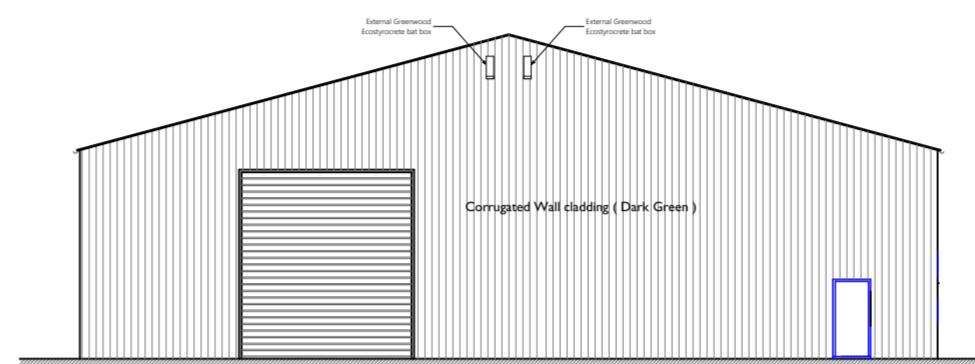 External Greenwood
Ecostyrocrete bat box
External Greenwood
Ecostyrocrete bat box
Corrugated Wall cladding ( Dark Green )